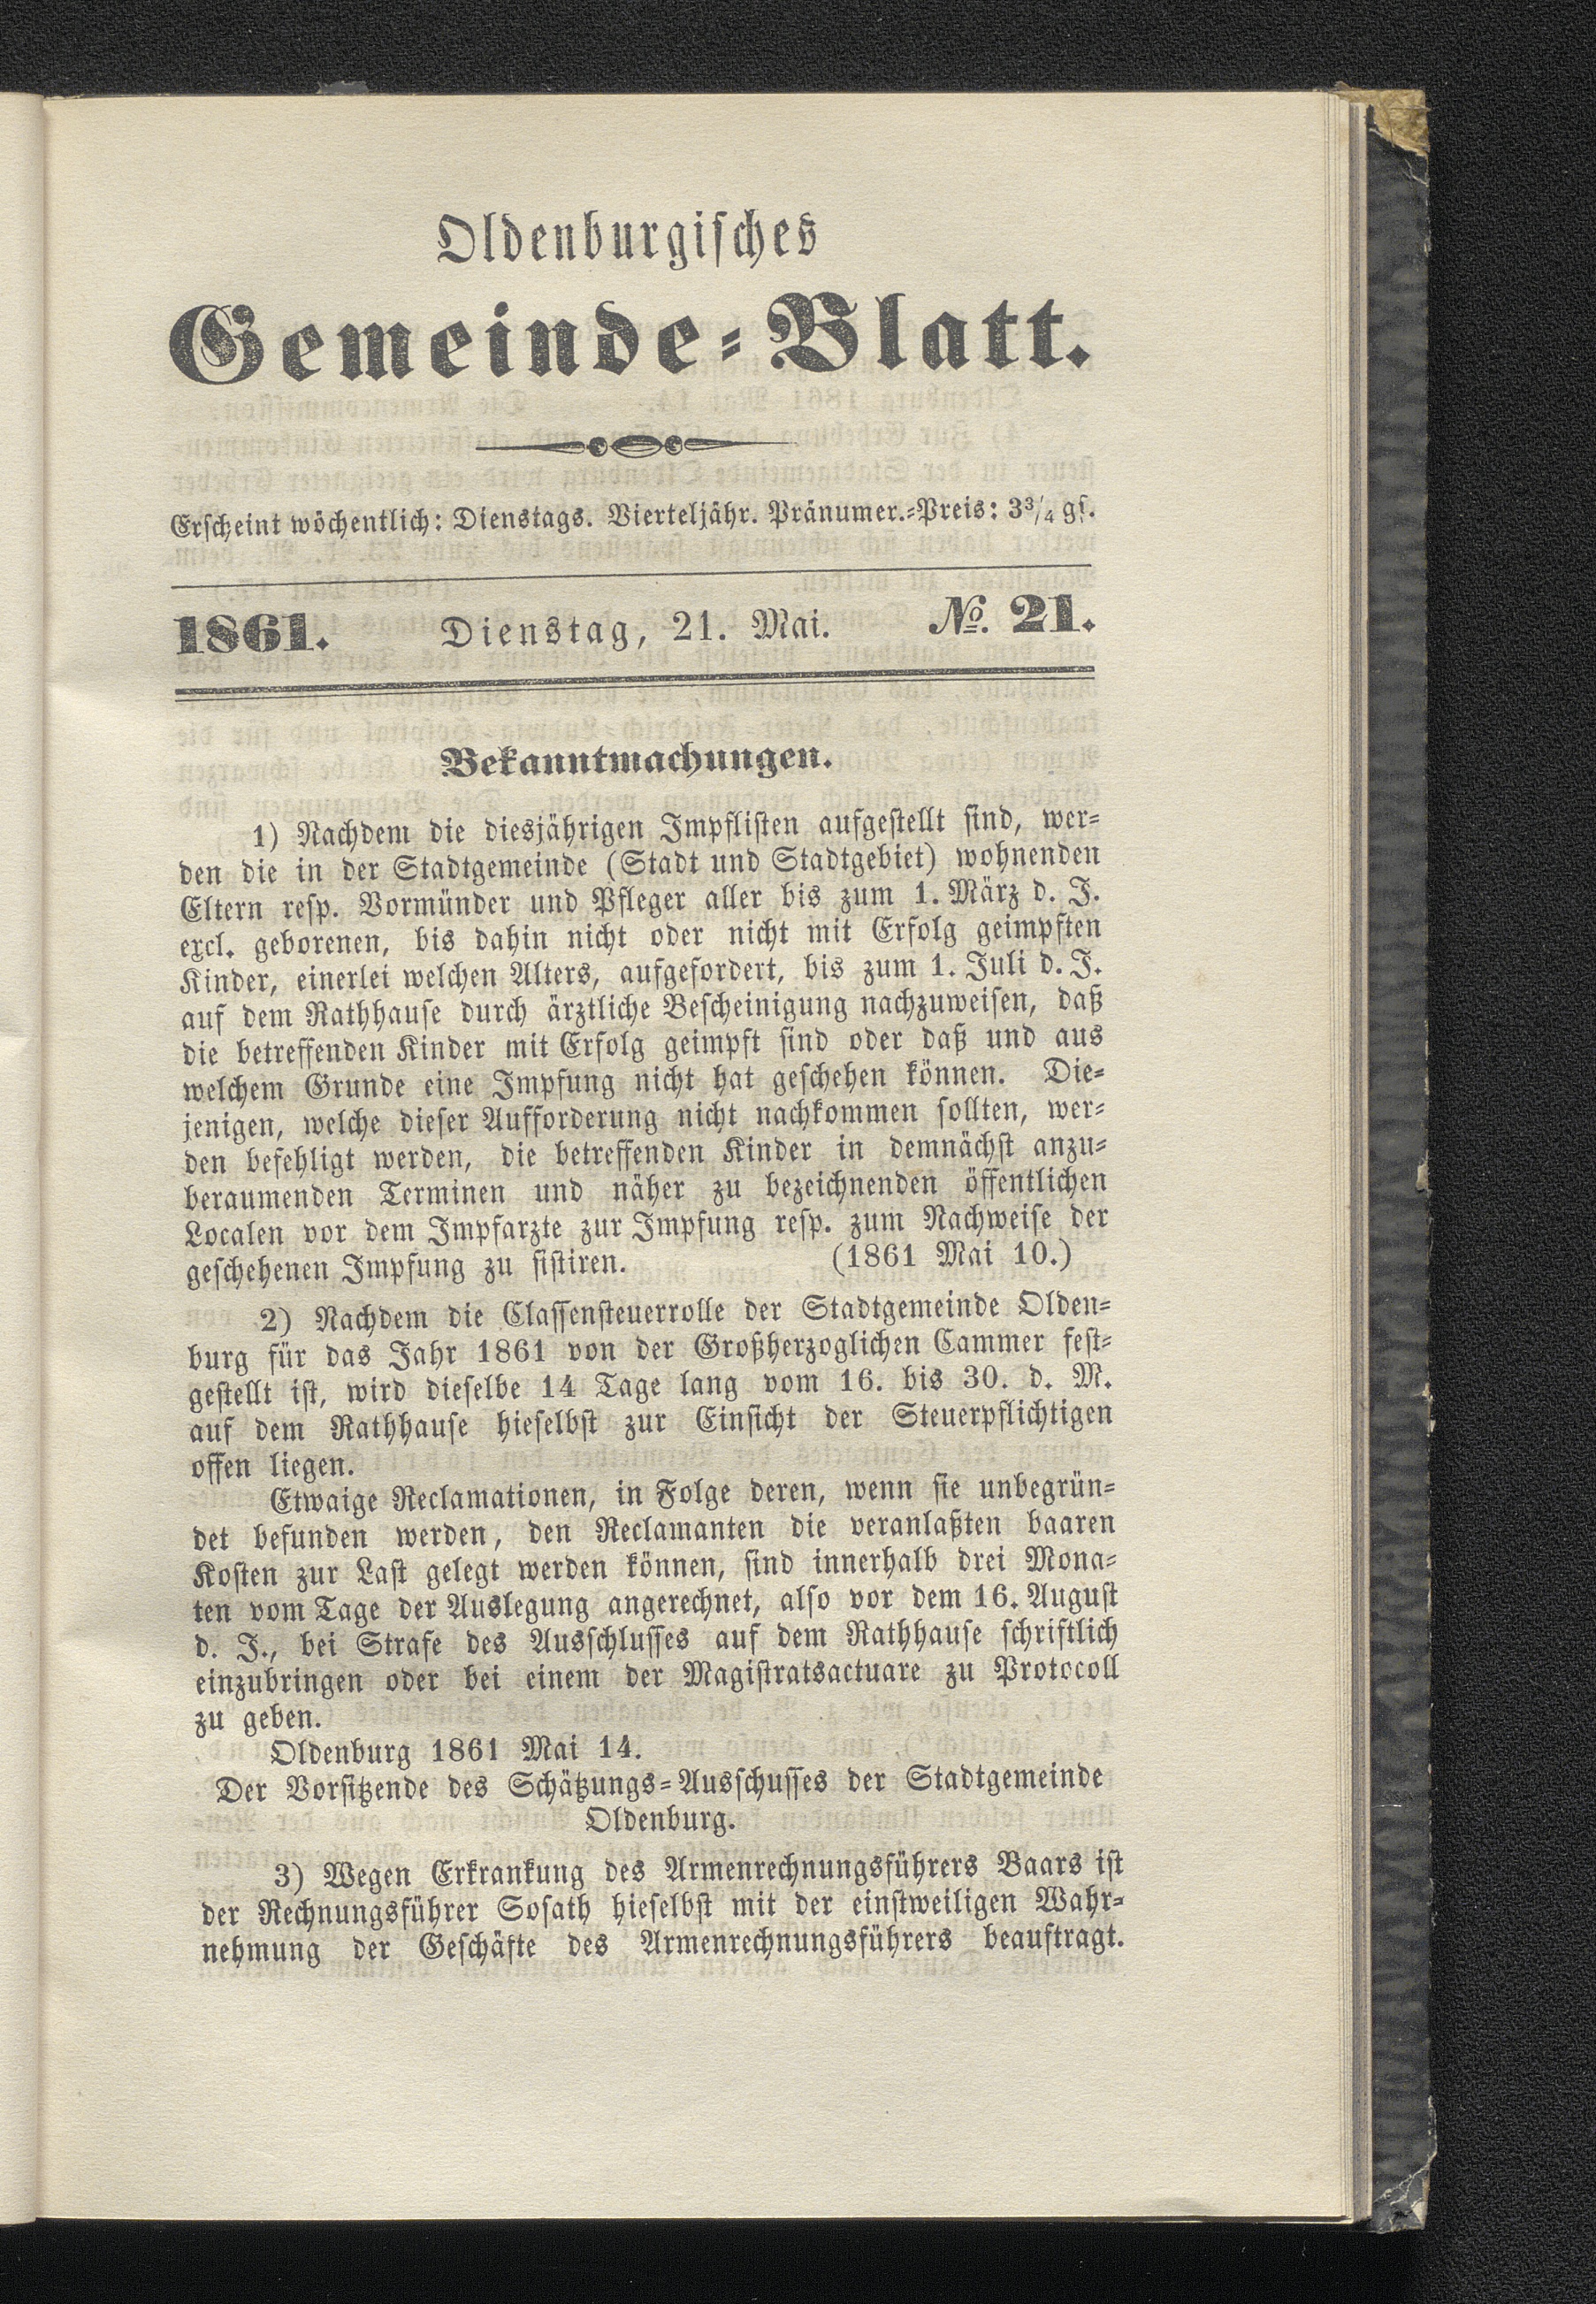 Oldenburgisches
Gemeinde-Blatt.
Erscheint wöchentlich: Dienstags. Vierteljähr. Pränumer.-Preis: 3¾ gſ.
1861. Dienstag, 21. Mai. No. 21.
Bekanntmachungen.
1) Nachdem die diesjährigen Impfliſten aufgeſtellt ſind, wer-
den die in der Stadtgemeinde (Stadt und Stadtgebiet) wohnenden
Eltern reſp. Vormünder und Pfleger aller bis zum 1. März d. J.
excl. geborenen, bis dahin nicht oder nicht mit Erfolg geimpften
Kinder, einerlei welchen Alters, aufgefordert, bis zum 1. Juli d. J.
auf dem Rathhauſe durch ärztliche Beſcheinigung nachzuweiſen, daß
die betreffenden Kinder mit Erfolg geimpft ſind oder daß und aus
welchem Grunde eine Impfung nicht hat geſchehen können. Die-
jenigen, welche dieſer Aufforderung nicht nachkommen ſollten, wer-
den befehligt werden, die betreffenden Kinder in demnächſt anzu-
beraumenden Terminen und näher zu bezeichnenden öffentlichen
Localen vor dem Impfarzte zur Impfung reſp. zum Nachweiſe der
geſchehenen Impfung zu ſiſtiren. (1861 Mai 10.)
2) Nachdem die Claſſenſteuerrolle der Stadtgemeinde Olden-
burg für das Jahr 1861 von der Großherzoglichen Cammer feſt-
geſtellt iſt, wird dieſelbe 14 Tage lang vom 16. bis 30. d. M.
auf dem Rathhauſe hieſelbſt zur Einſicht der Steuerpflichtigen
offen liegen.
Etwaige Reclamationen, in Folge deren, wenn ſie unbegrün-
det befunden werden, den Reclamanten die veranlaßten baaren
Koſten zur Laſt gelegt werden können, ſind innerhalb drei Mona-
ten vom Tage der Auslegung angerechnet, alſo vor dem 16. Auguſt
d. J., bei Strafe des Ausſchluſſes auf dem Rathhauſe ſchriftlich
einzubringen oder bei einem der Magiſtratsactuare zu Protocoll
zu geben.
Oldenburg 1861 Mai 14.
Der Vorſitzende des Schätzungs-Ausſchuſſes der Stadtgemeinde
Oldenburg.
3) Wegen Erkrankung des Armenrechnungsführers Baars iſt
der Rechnungsführer Soſath hieſelbſt mit der einſtweiligen Wahr-
nehmung der Geſchäfte des Armenrechnungsführers beauftragt.